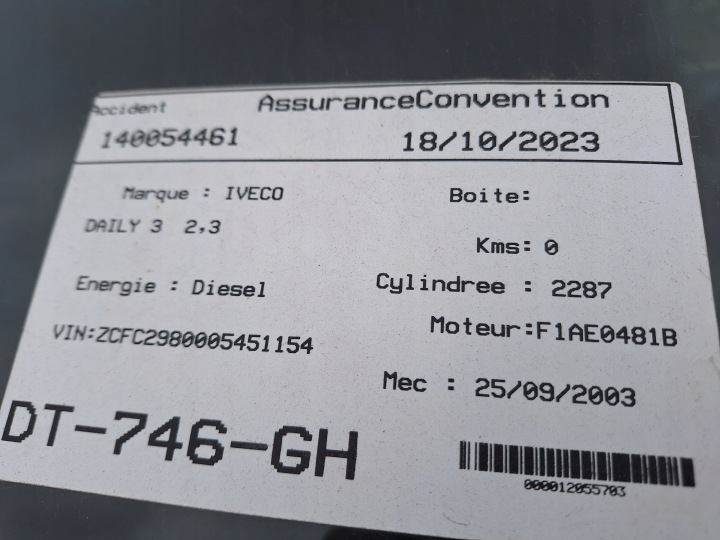 Accident AssuranceConvention
140054461 18/10/2023
Marque : IVECO Boite:
DAILY 3 2,3
Kms: 0
Energie : Diesel Cylindree : 2287
VIN:ZCFC2980005451154 Moteur:F1AE0481B
Mec : 25/09/2003
DT-746-GH
000012055703